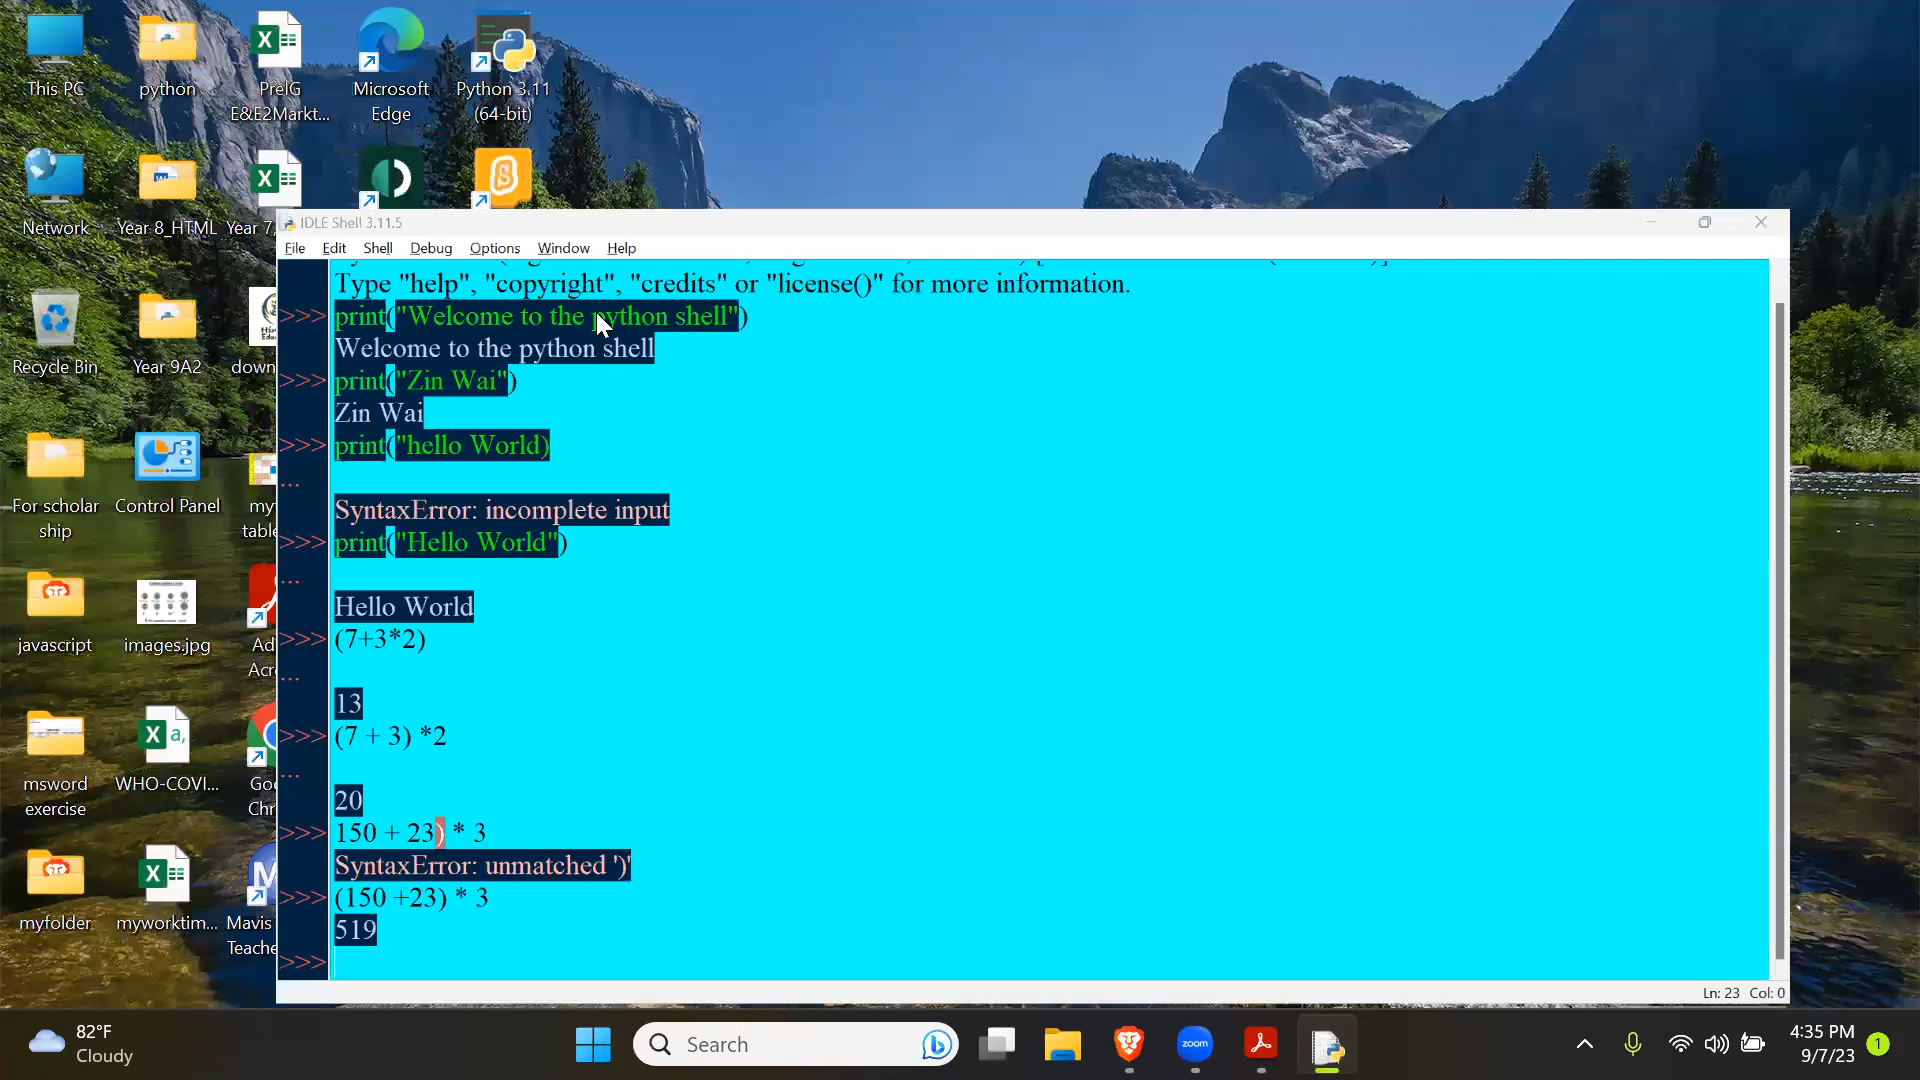 This PC
python
PreIG
E&E2Markt...
Microsoft
Edge
Python 3.11
(64-bit)
Network
Year 8_HTML
Year 7,
IDLE Shell 3.11.5
File Edit Shell Debug Options Window Help
Type "help", "copyright", "credits" or "license()" for more information.
>>> print("Welcome to the python shell")
Welcome to the python shell
>>> print("Zin Wai")
Zin Wai
>>> print("hello World)
...
SyntaxError: incomplete input
>>> print("Hello World")
...
Hello World
>>> (7+3*2)
...
13
>>> (7 + 3) *2
...
20
>>> 150 + 23) * 3
SyntaxError: unmatched ')'
>>> (150 +23) * 3
519
>>>
Ln: 23 Col: 0
Recycle Bin
Year 9A2
down
For scholar
ship
Control Panel
my
table
javascript
images.jpg
Ad
Acro
msword
exercise
WHO-COVI...
Goo
Chr
myfolder
myworktim...
Mavis
Teache
82°F
Cloudy
Search
zoom
4:35 PM
9/7/23
1